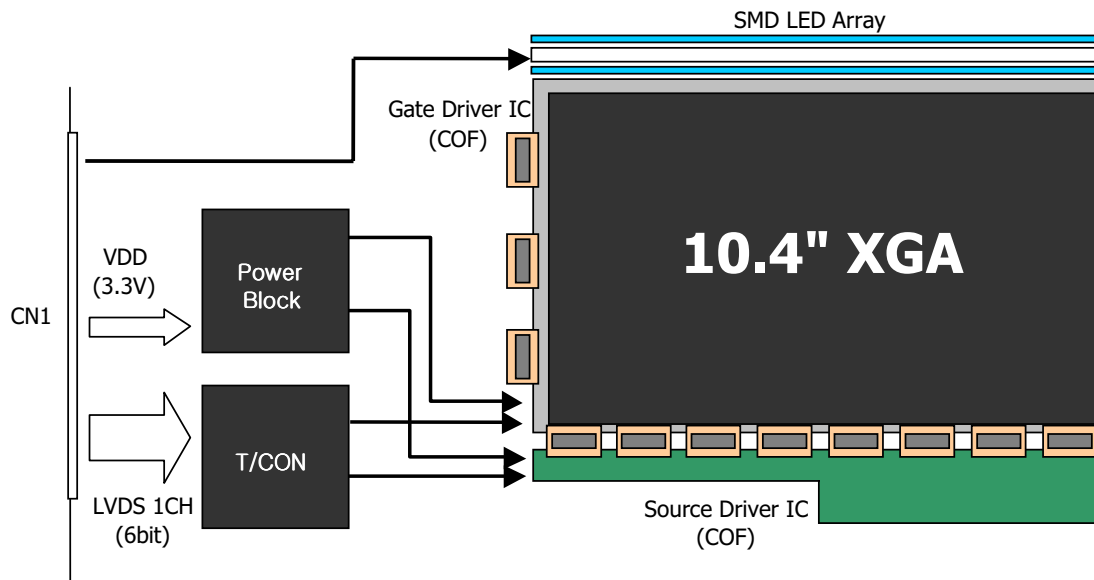 SMD LED Array
Gate Driver IC
(COF)
10.4" XGA
VDD
(3.3V)
Power
Block
CN1
T/CON
LVDS 1CH
(6bit)
Source Driver IC
(COF)